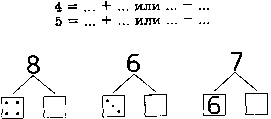 4 = ... + ... или ... − ...
5 = ... + ... или ... − ...
8 6 7
6